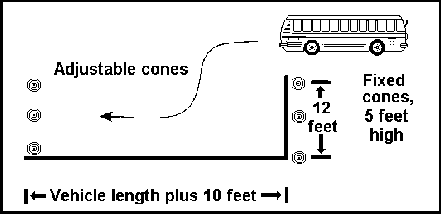 Adjustable cones
Fixed
cones,
5 feet
high
12
feet
Vehicle length plus 10 feet